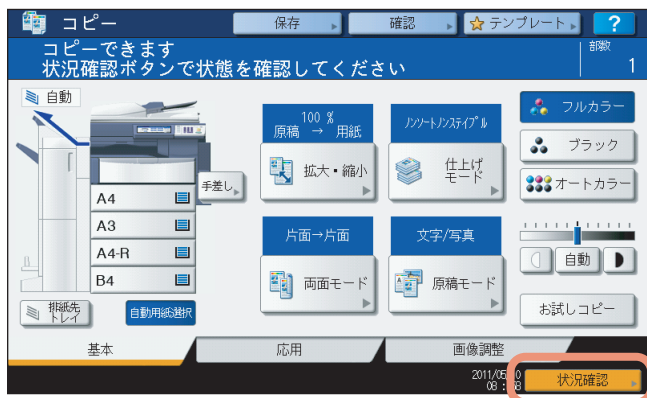 コピー
保存
確認
テンプレート
?
コピーできます
状況確認ボタンで状態を確認してください
部数
1
自動
A4
A3
A4-R
B4
手差し
排紙先
トレイ
自動用紙選択
100 %
原稿 → 用紙
拡大・縮小
ノンソートノンステイプル
仕上げ
モード
片面→片面
両面モード
文字/写真
原稿モード
フルカラー
ブラック
オートカラー
自動
お試しコピー
基本
応用
画像調整
状況確認